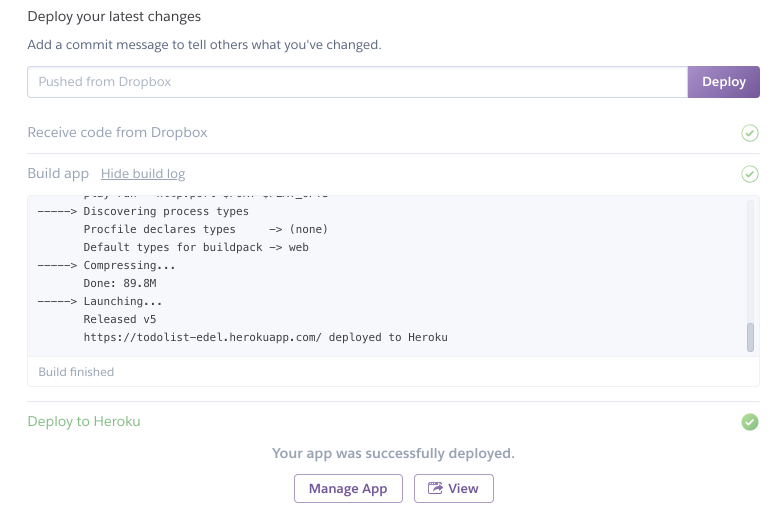 Deploy your latest changes
Add a commit message to tell others what you've changed.
Pushed from Dropbox
Deploy
Receive code from Dropbox
Build app Hide build log
-----> Discovering process types
Procfile declares types -> (none)
Default types for buildpack -> web
-----> Compressing...
Done: 89.8M
-----> Launching...
Released v5
https://todolist-edel.herokuapp.com/ deployed to Heroku
Build finished
Deploy to Heroku
Your app was successfully deployed.
Manage App
View